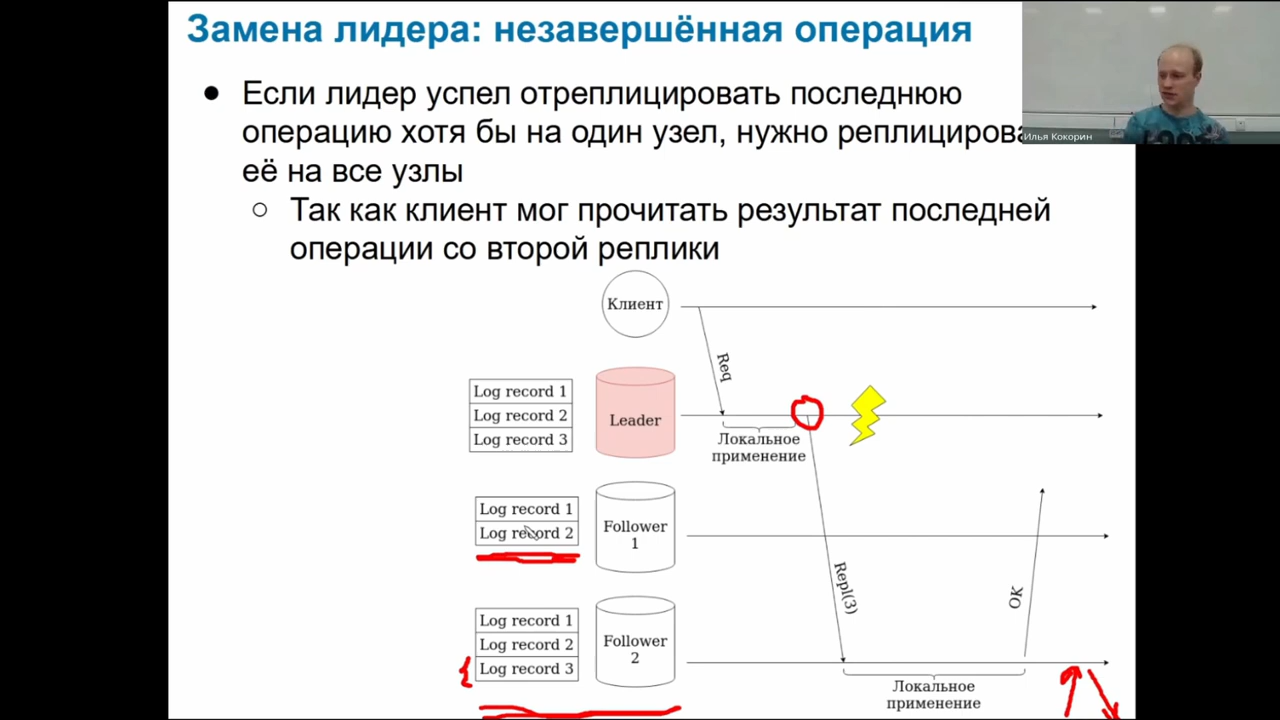 Замена лидера: незавершённая операция
● Если лидер успел отреплицировать последнюю
операцию хотя бы на один узел, нужно реплицирова
её на все узлы
○ Так как клиент мог прочитать результат последней
операции со второй реплики
Илья Кокорин
Клиент
Req
Log record 1
Log record 2
Log record 3
Leader
Локальное
применение
Log record 1
Log record 2
Follower
1
Repl(3)
OK
Log record 1
Log record 2
Log record 3
Follower
2
Локальное
применение